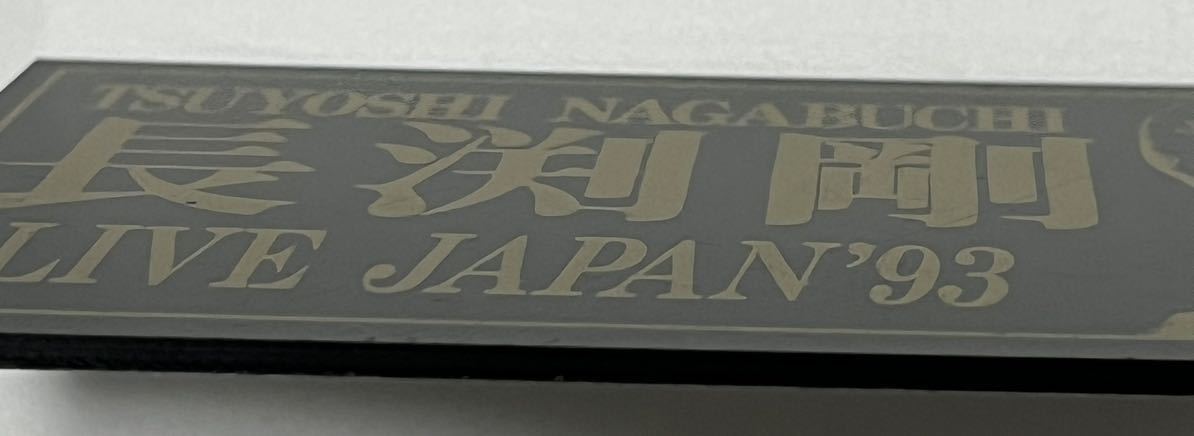 TSUYOSHI NAGABUCHI
長渕剛
LIVE JAPAN'93